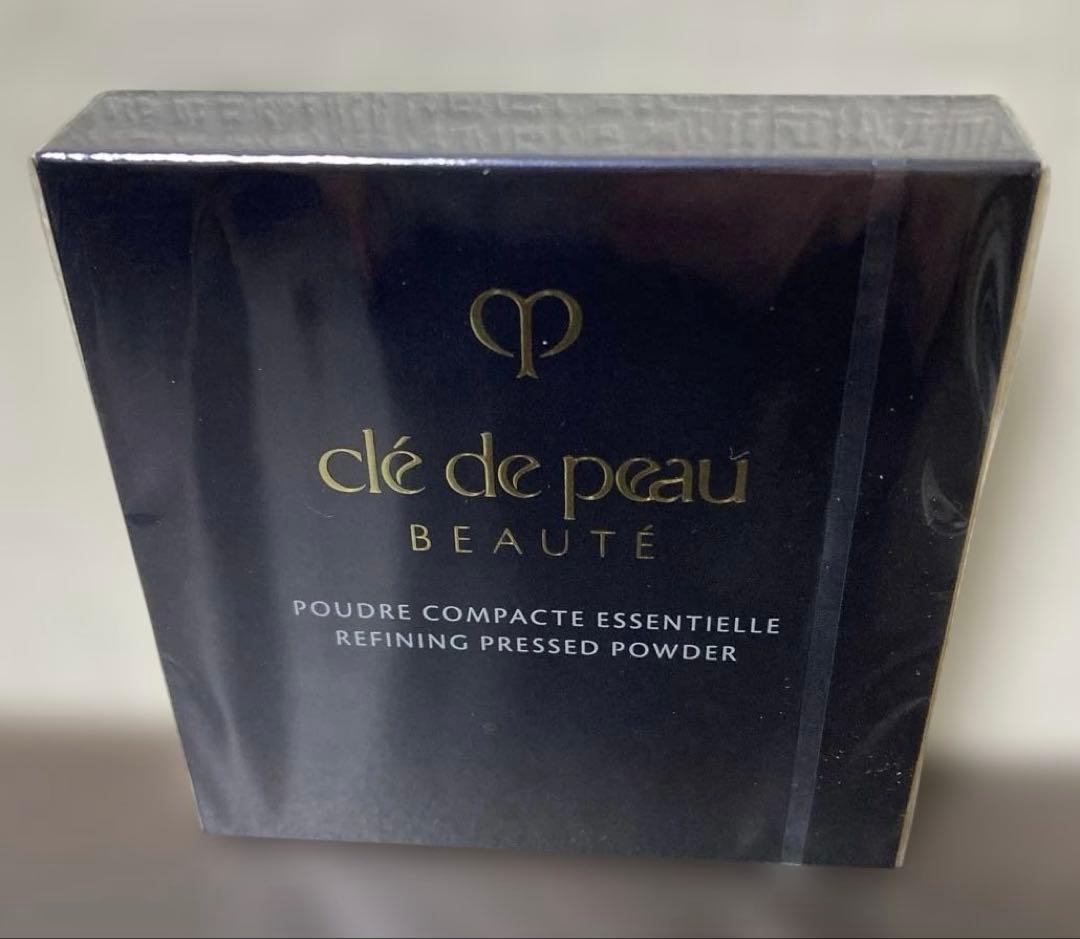 clé de peau
BEAUTÉ
POUDRE COMPACTE ESSENTIELLE
REFINING PRESSED POWDER